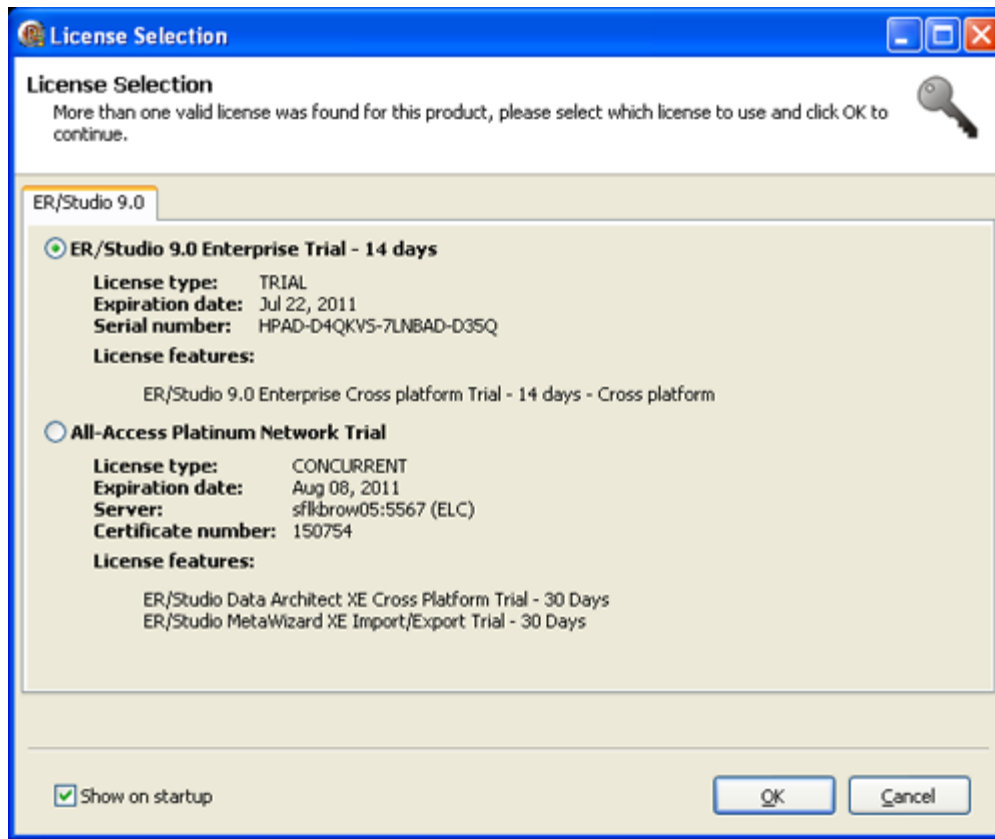 License Selection
License Selection
More than one valid license was found for this product, please select which license to use and click OK to
continue.
ER/Studio 9.0
ER/Studio 9.0 Enterprise Trial - 14 days
License type: TRIAL
Expiration date: Jul 22, 2011
Serial number: HPAD-D4QKVS-7LNBAD-D35Q
License features:
ER/Studio 9.0 Enterprise Cross platform Trial - 14 days - Cross platform
All-Access Platinum Network Trial
License type: CONCURRENT
Expiration date: Aug 08, 2011
Server: sflkbrow05:5567 (ELC)
Certificate number: 150754
License features:
ER/Studio Data Architect XE Cross Platform Trial - 30 Days
ER/Studio MetaWizard XE Import/Export Trial - 30 Days
Show on startup
OK
Cancel